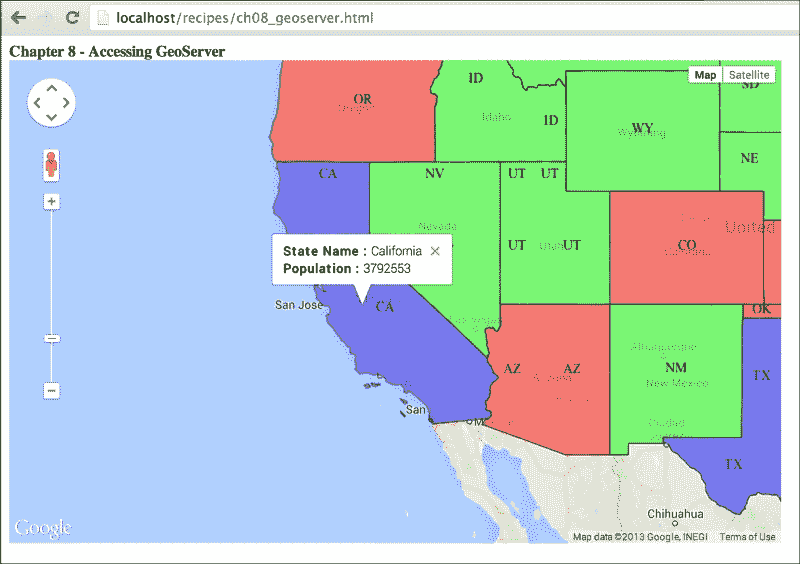 localhost/recipes/ch08_geoserver.html
Chapter 8 - Accessing GeoServer
Map Satellite
ID
SD
OR
Idaho
ID
WY
Wyoming
NE
CA
NV
UT UT
Nevada
United
UT
UT
CO
State Name : California
Population : 3792553
San Jose
CA
OK
AZ
AZ
Arizona
Albuquerque
NM
New Mexico
TX
San
TX
Chihuahua
Google
Map data ©2013 Google, INEGI Terms of Use